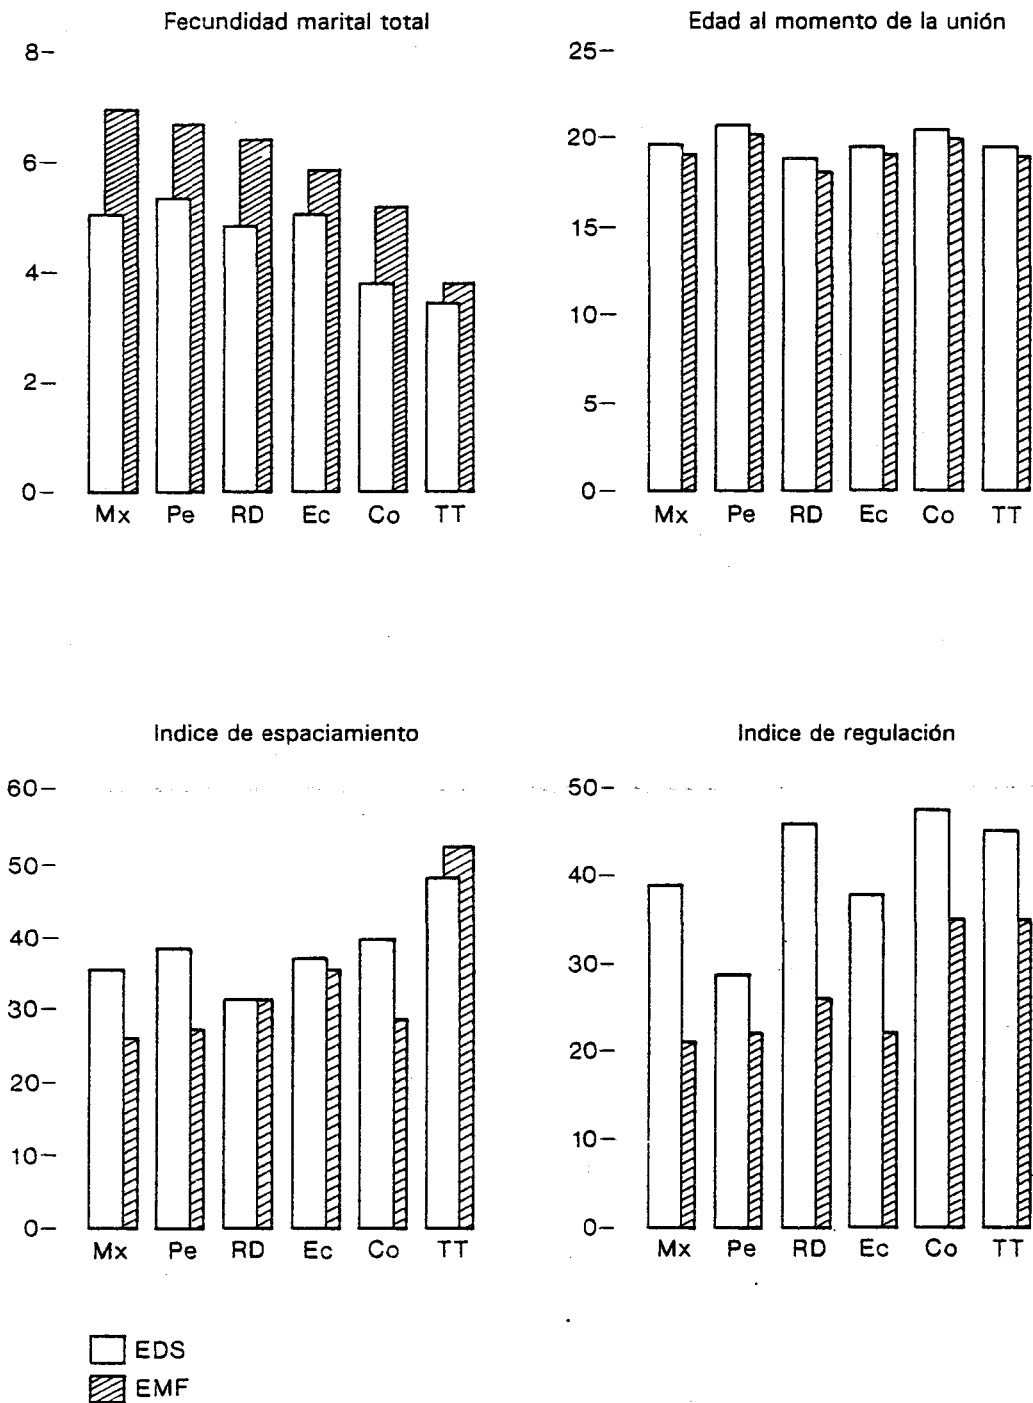 Fecundidad marital total
8
6
4
2
0
Mx Pe RD Ec Co TT
Edad al momento de la unión
25
20
15
10
5
0
Mx Pe RD Ec Co TT
Indice de espaciamiento
60
50
40
30
20
10
0
Mx Pe RD Ec Co TT
Indice de regulación
50
40
30
20
10
0
Mx Pe RD Ec Co TT
EDS
EMF